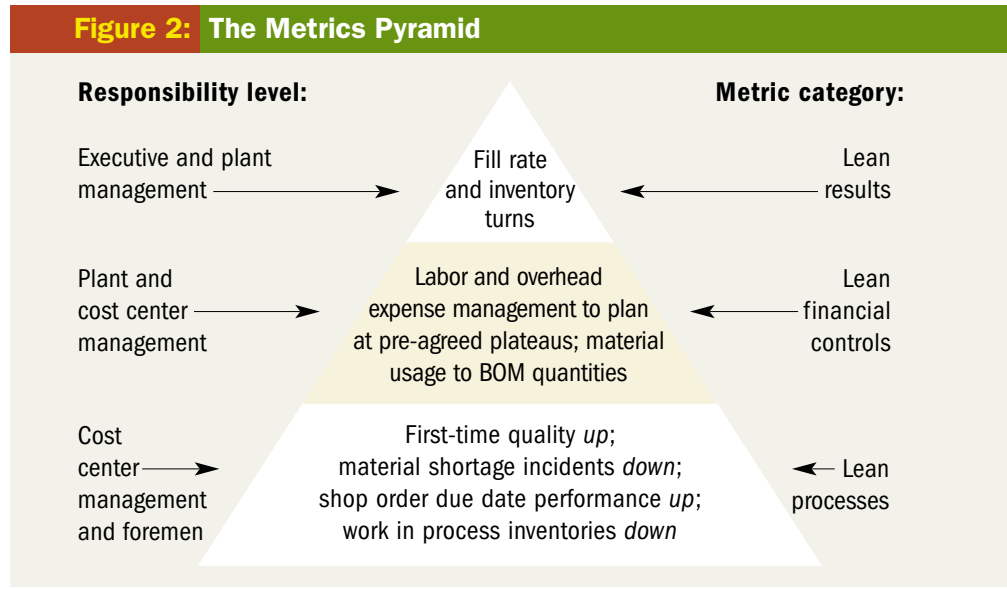 Figure 2: The Metrics Pyramid
Responsibility level:
Metric category:
Executive and plant
management
Fill rate
and inventory
turns
Lean
results
Plant and
cost center
management
Labor and overhead
expense management to plan
at pre-agreed plateaus; material
usage to BOM quantities
Lean
financial
controls
Cost
center
management
and foremen
First-time quality up;
material shortage incidents down;
shop order due date performance up;
work in process inventories down
Lean
processes